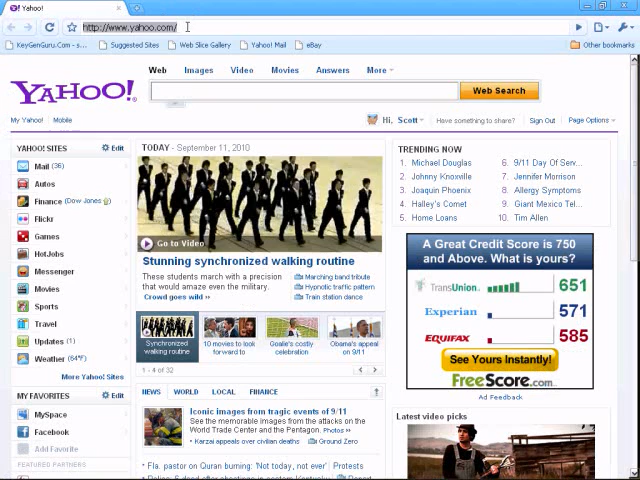 Yahoo!
http://www.yahoo.com/
KeyGenGuru.Com - s...
Suggested Sites
Web Slice Gallery
Yahoo! Mail
eBay
Other bookmarks
YAHOO!
Web Images Video Movies Answers More
Web Search
My Yahoo! Mobile
Hi, Scott
Have something to share? Sign Out Page Options
YAHOO! SITES Edit
Mail (36)
Autos
Finance (Dow Jones)
Flickr
Games
HotJobs
Messenger
Movies
Sports
Travel
Updates (1)
Weather (64°F)
More Yahoo! Sites
MY FAVORITES Edit
MySpace
Facebook
Add Favorite
FEATURED PARTNERS
TODAY - September 11, 2010
Go to Video
Stunning synchronized walking routine
These students march with a precision
that would amaze even the military.
Crowd goes wild »
Marching band tribute
Hypnotic traffic pattern
Train station dance
Synchronized
walking routine
10 movies to look
forward to
Goalie's costly
celebration
Obama's appeal
on 9/11
1 - 4 of 32
NEWS WORLD LOCAL FINANCE
Iconic images from tragic events of 9/11
See the memorable images from the attacks on the
World Trade Center and the Pentagon. Photos »
• Karzai appeals over civilian deaths
Ground Zero
• Fla. pastor on Quran burning: 'Not today, not ever' | Protests
TRENDING NOW
1. Michael Douglas
2. Johnny Knoxville
3. Joaquin Phoenix
4. Halley's Comet
5. Home Loans
6. 9/11 Day Of Serv...
7. Jennifer Morrison
8. Allergy Symptoms
9. Giant Mexico Tel...
10. Tim Allen
A Great Credit Score is 750
and Above. What is yours?
TransUnion 651
Experian 571
EQUIFAX 585
See Yours Instantly!
FreeScore.com
Ad Feedback
Latest video picks